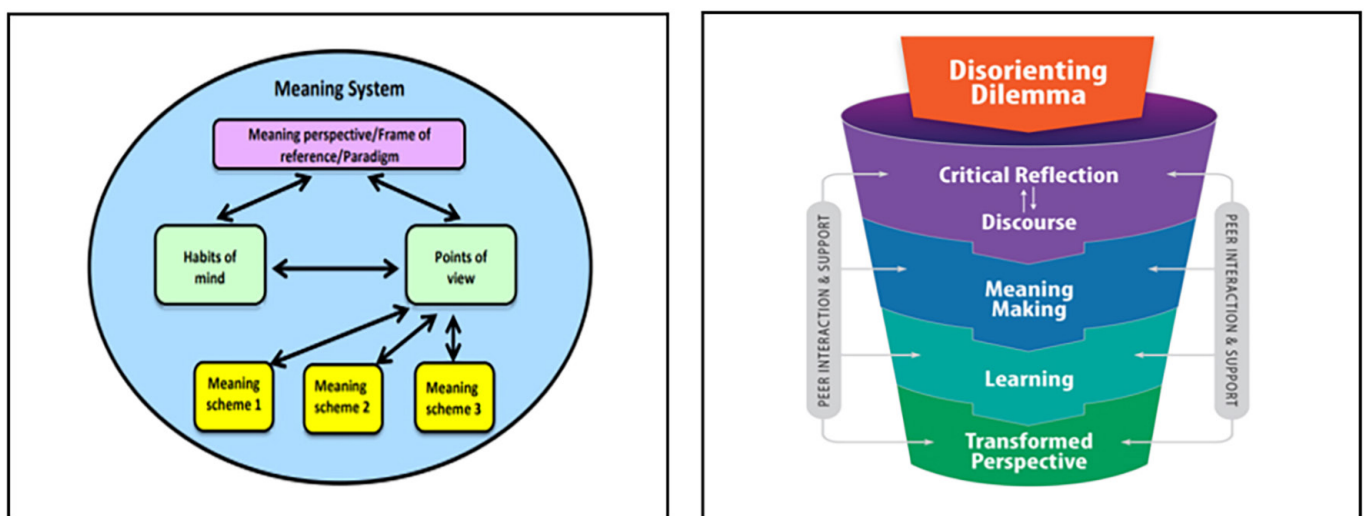 Meaning System
Meaning perspective/Frame of
reference/Paradigm
Habits of
mind
Points of
view
Meaning
scheme 1
Meaning
scheme 2
Meaning
scheme 3
Disorienting
Dilemma
Critical Reflection
Discourse
Meaning
Making
Learning
Transformed
Perspective
PEER INTERACTION & SUPPORT
PEER INTERACTION & SUPPORT